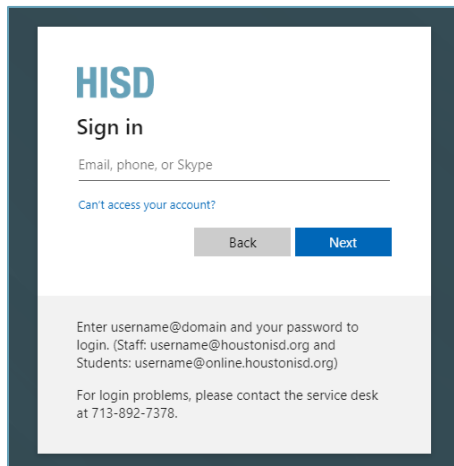 HISD
Sign in
Email, phone, or Skype
Can't access your account?
Back Next
Enter username@domain and your password to
login. (Staff: username@houstonisd.org and
Students: username@online.houstonisd.org)
For login problems, please contact the service desk
at 713-892-7378.